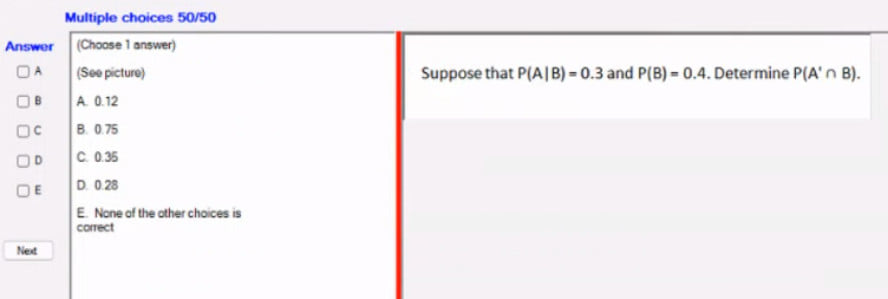 Multiple choices 50/50
Answer
(Choose 1 answer)
A
(See picture)
B
A. 0.12
C
B. 0.75
D
C. 0.35
E
D. 0.28
E. None of the other choices is
correct
Next
Suppose that P(A|B) = 0.3 and P(B) = 0.4. Determine P(A' ∩ B).